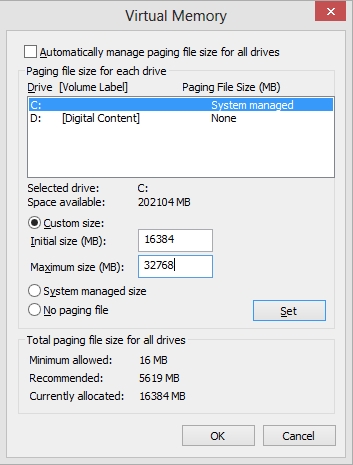 Virtual Memory
Automatically manage paging file size for all drives
Paging file size for each drive
Drive [Volume Label] Paging File Size (MB)
C: System managed
D: [Digital Content] None
Selected drive: C:
Space available: 202104 MB
Custom size:
Initial size (MB): 16384
Maximum size (MB): 32768
System managed size
No paging file Set
Total paging file size for all drives
Minimum allowed: 16 MB
Recommended: 5619 MB
Currently allocated: 16384 MB
OK Cancel